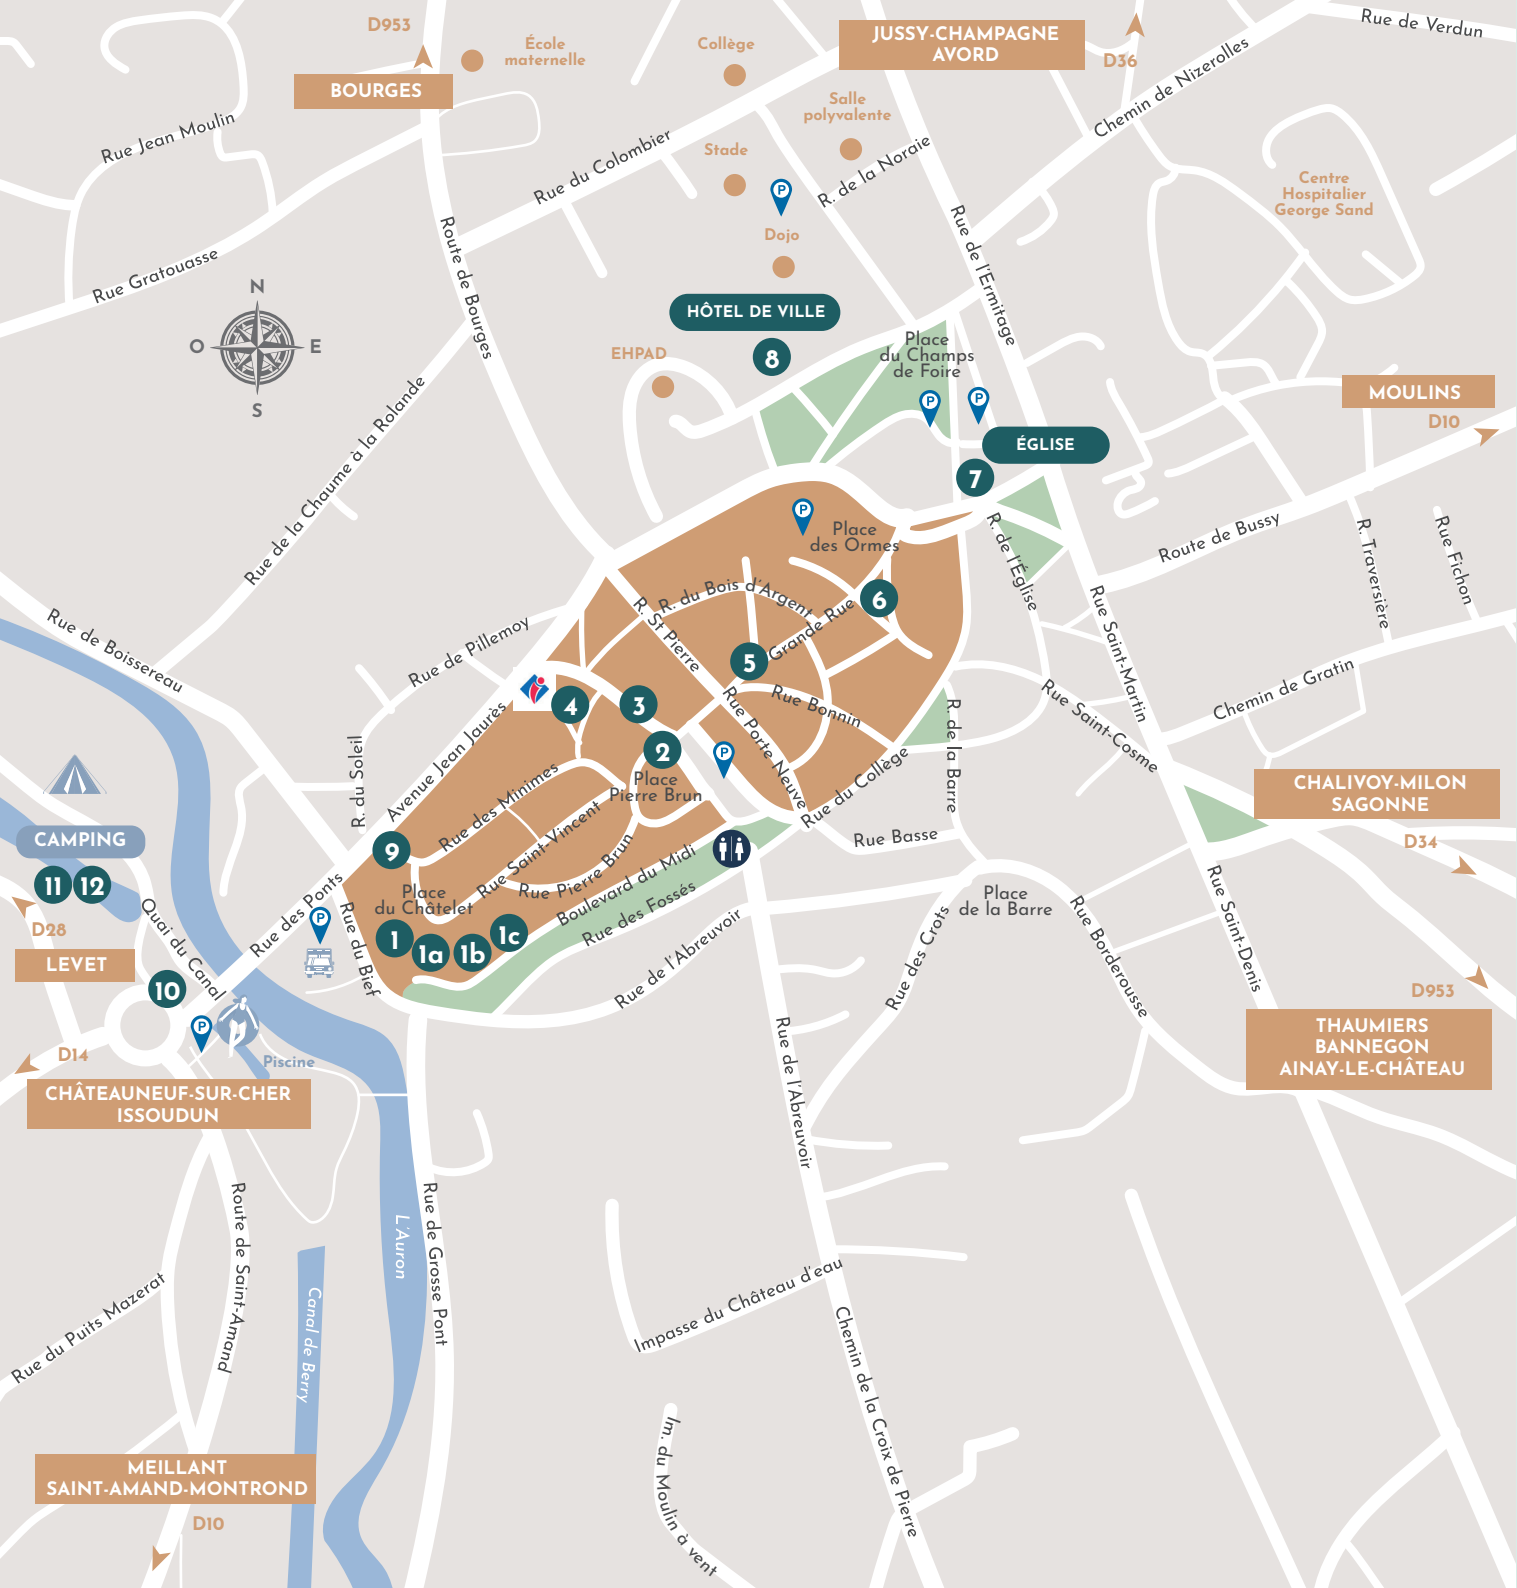 D953
École
maternelle
BOURGES
Collège
JUSSY-CHAMPAGNE
AVORD
D36
Rue de Verdun
Chemin de Nizerolles
Rue Jean Moulin
Rue du Colombier
Salle
polyvalente
Stade
P
R. de la Noraie
Centre
Hospitalier
George Sand
Dojo
Route de Bourges
Rue de l'Ermitage
Rue Gratouasse
N
O
E
S
HÔTEL DE VILLE
8
EHPAD
Place
du Champs
de Foire
P
P
MOULINS
D10
ÉGLISE
7
Rue de la Chaume à la Rolande
P
Place
des Ormes
R. de l'Église
Route de Bussy
R. Traversière
Rue Fichon
R. du Bois d'Argent
R. St Pierre
6
Grande Rue
5
Rue Saint-Martin
Rue de Boissereau
Rue de Pillemoy
4
3
Rue Bonnin
Rue Porte Neuve
R. de la Barre
Rue Saint-Cosme
Chemin de Gratin
R. du Soleil
Avenue Jean Jaurès
2
P
Place
Pierre Brun
Rue du Collège
CHALIVOY-MILON
SAGONNE
D34
CAMPING
11
12
9
Rue des Minimes
Rue Saint-Vincent
Rue Pierre Brun
Boulevard du Midi
Rue des Fossés
Rue Basse
Place
de la Barre
Place
du Châtelet
1
1a
1b
1c
D28
LEVET
Quai du Canal
Rue des Ponts
P
Rue du Bief
Rue de l'Abreuvoir
Rue des Crots
Rue Borderousse
Rue Saint-Denis
10
P
Piscine
D14
CHÂTEAUNEUF-SUR-CHER
ISSOUDUN
D953
THAUMIERS
BANNEGON
AINAY-LE-CHÂTEAU
Rue de l'Abreuvoir
Route de Saint-Amand
L'Auron
Rue de Grosse Pont
Canal de Berry
Rue du Puits Mazerat
Impasse du Château d'eau
Chemin de la Croix de Pierre
Im. du Moulin à vent
MEILLANT
SAINT-AMAND-MONTROND
D10